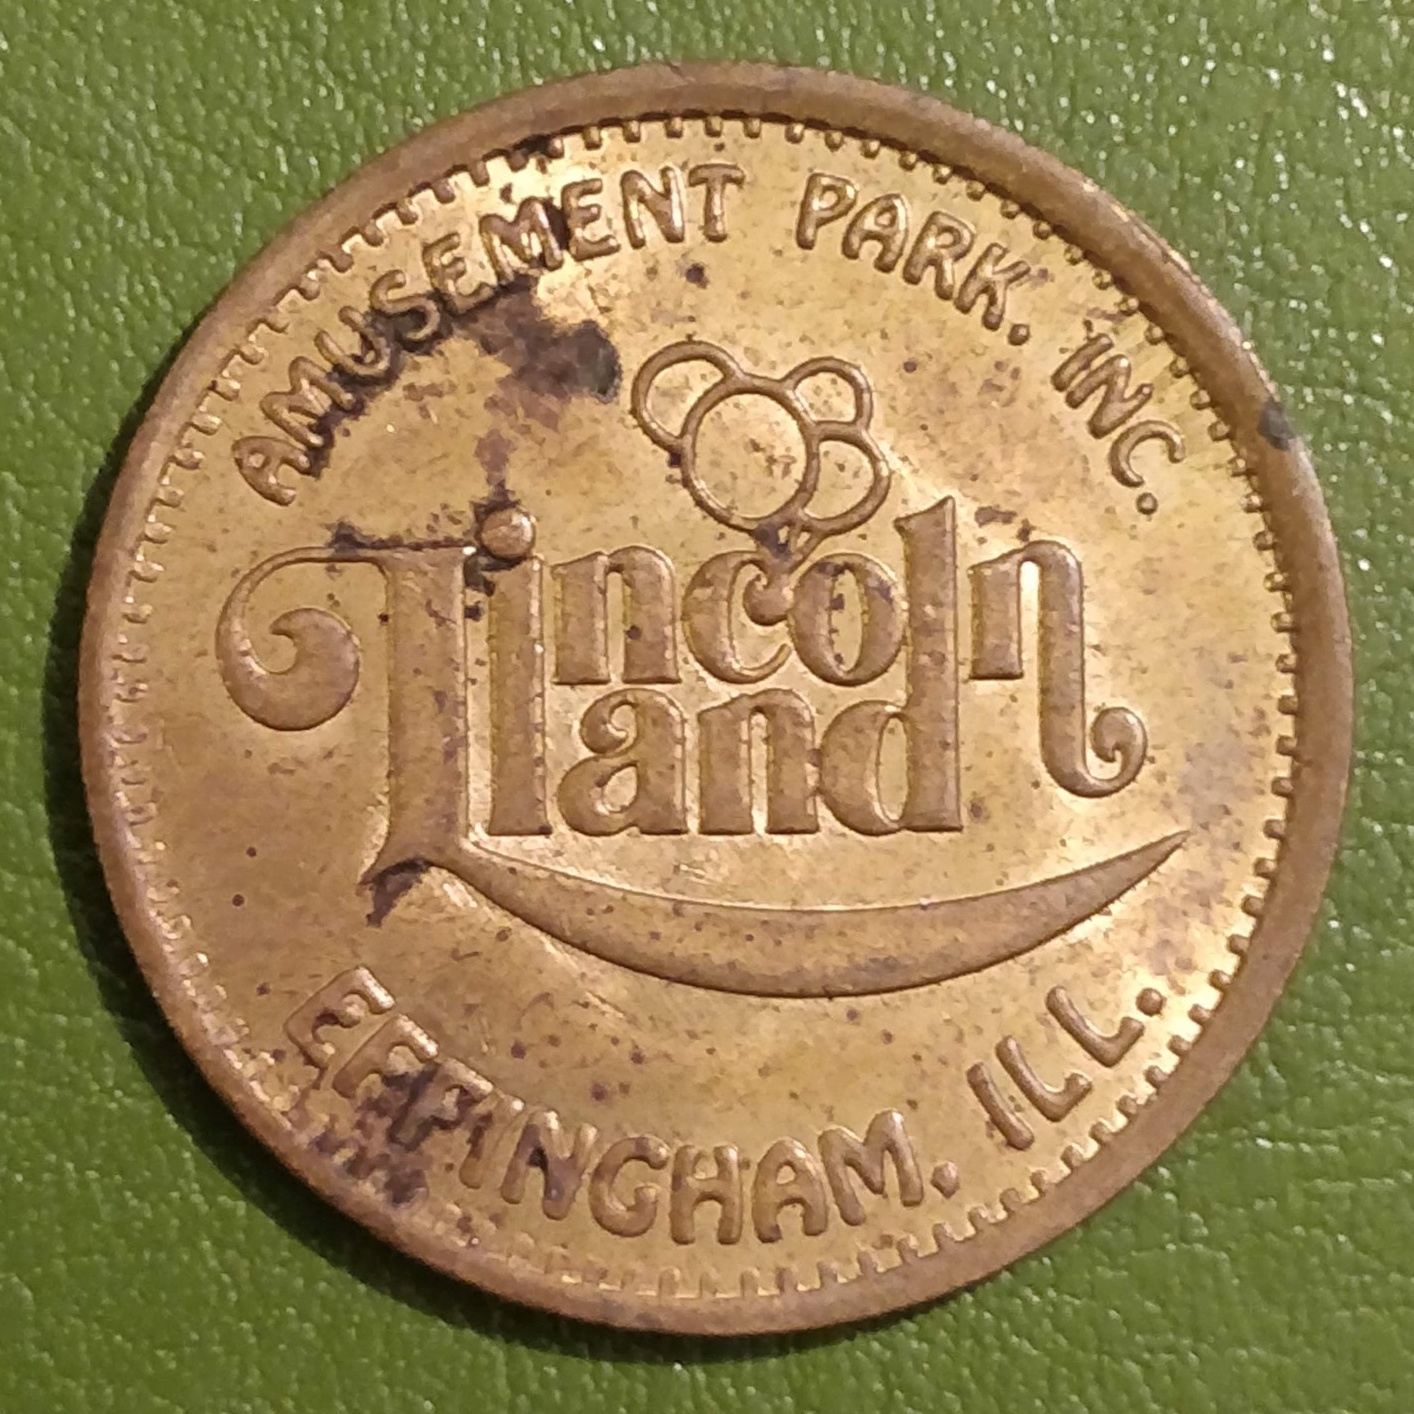 AMUSEMENT PARK. INC.
Lincoln
Land
EFFINGHAM. ILL.